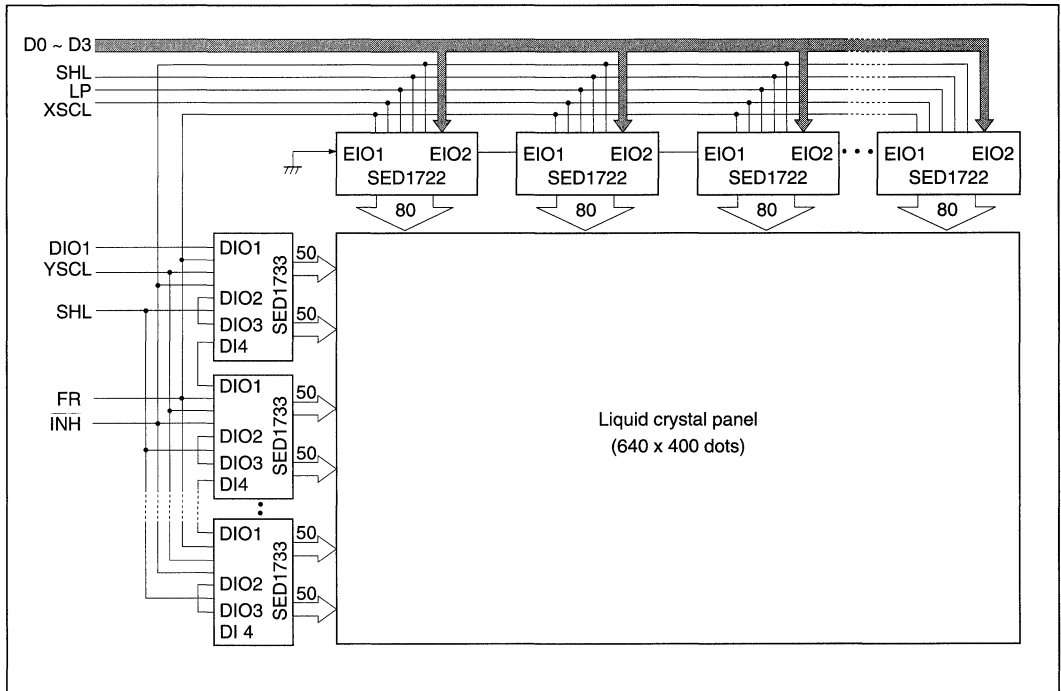 D0 ~ D3
SHL
LP
XSCL
EIO1 EIO2
SED1722
EIO1 EIO2
SED1722
EIO1 EIO2
SED1722
EIO1 EIO2
SED1722
80
80
80
80
DIO1
YSCL
SHL
FR
INH
DIO1
DIO2
DIO3
DI4
SED1733
50
50
DIO1
DIO2
DIO3
DI4
SED1733
50
50
DIO1
DIO2
DIO3
DI 4
SED1733
50
50
Liquid crystal panel
(640 x 400 dots)